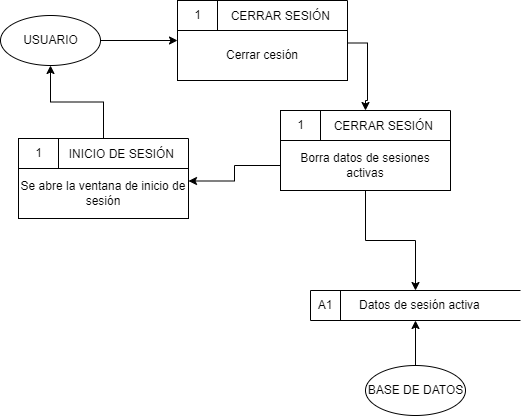 1 CERRAR SESIÓN
USUARIO
Cerrar cesión
1 CERRAR SESIÓN
Borra datos de sesiones
activas
1 INICIO DE SESIÓN
Se abre la ventana de inicio de
sesión
A1 Datos de sesión activa
BASE DE DATOS